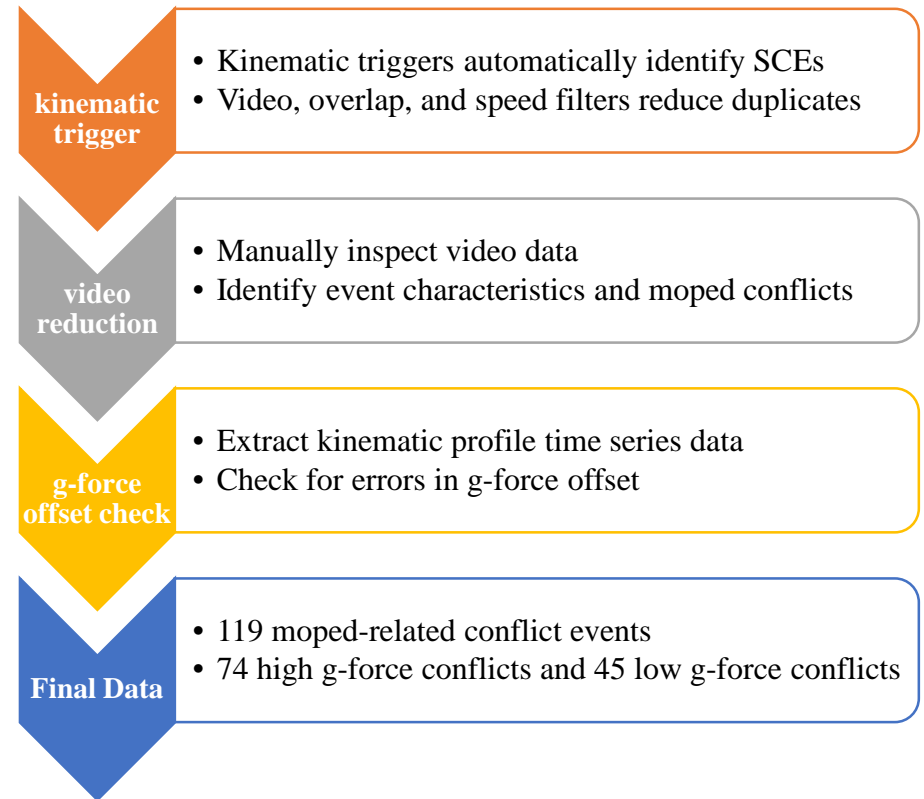 kinematic
trigger
• Kinematic triggers automatically identify SCEs
• Video, overlap, and speed filters reduce duplicates
video
reduction
• Manually inspect video data
• Identify event characteristics and moped conflicts
g-force
offset check
• Extract kinematic profile time series data
• Check for errors in g-force offset
Final Data
• 119 moped-related conflict events
• 74 high g-force conflicts and 45 low g-force conflicts